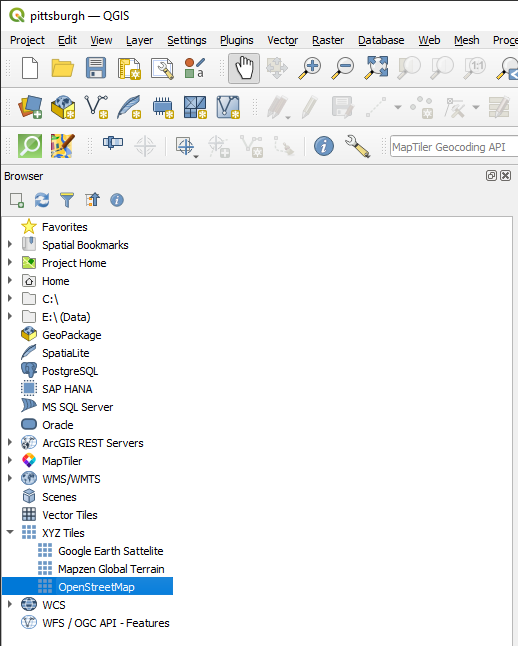 pittsburgh — QGIS
Project Edit View Layer Settings Plugins Vector Raster Database Web Mesh Proce
MapTiler Geocoding API
Browser
Favorites
Spatial Bookmarks
Project Home
Home
C:\
E:\ (Data)
GeoPackage
SpatiaLite
PostgreSQL
SAP HANA
MS SQL Server
Oracle
ArcGIS REST Servers
MapTiler
WMS/WMTS
Scenes
Vector Tiles
XYZ Tiles
Google Earth Sattelite
Mapzen Global Terrain
OpenStreetMap
WCS
WFS / OGC API - Features